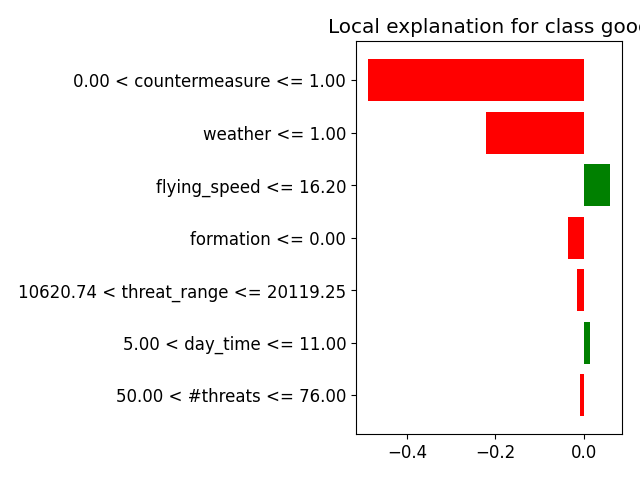 Local explanation for class goo
0.00 < countermeasure <= 1.00
weather <= 1.00
flying_speed <= 16.20
formation <= 0.00
10620.74 < threat_range <= 20119.25
5.00 < day_time <= 11.00
50.00 < #threats <= 76.00
−0.4 −0.2 0.0